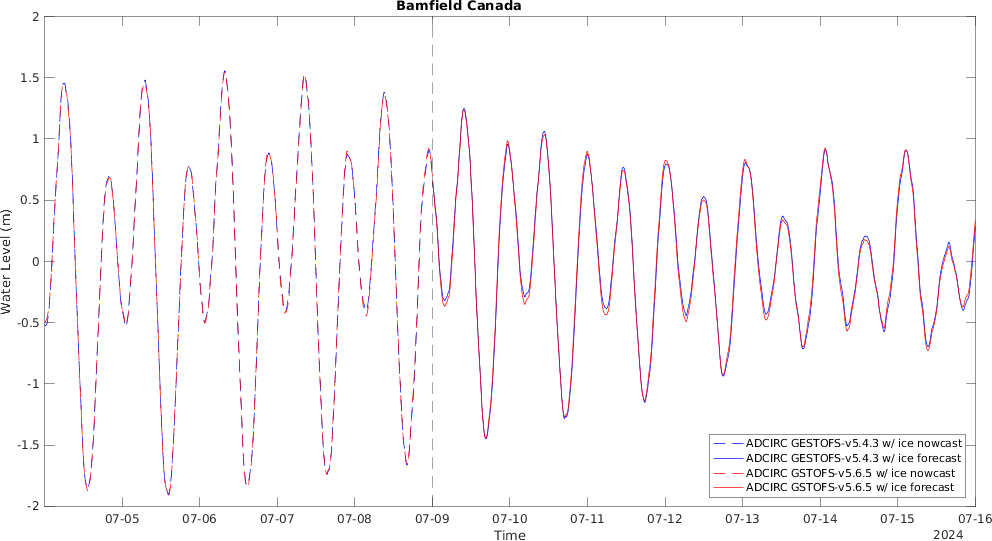 Bamfield Canada
2
1.5
1
0.5
0
-0.5
-1
-1.5
-2
Water Level (m)
07-05 07-06 07-07 07-08 07-09 07-10 07-11 07-12 07-13 07-14 07-15 07-16
Time
2024
ADCIRC GESTOFS-v5.4.3 w/ ice nowcast
ADCIRC GESTOFS-v5.4.3 w/ ice forecast
ADCIRC GSTOFS-v5.6.5 w/ ice nowcast
ADCIRC GSTOFS-v5.6.5 w/ ice forecast